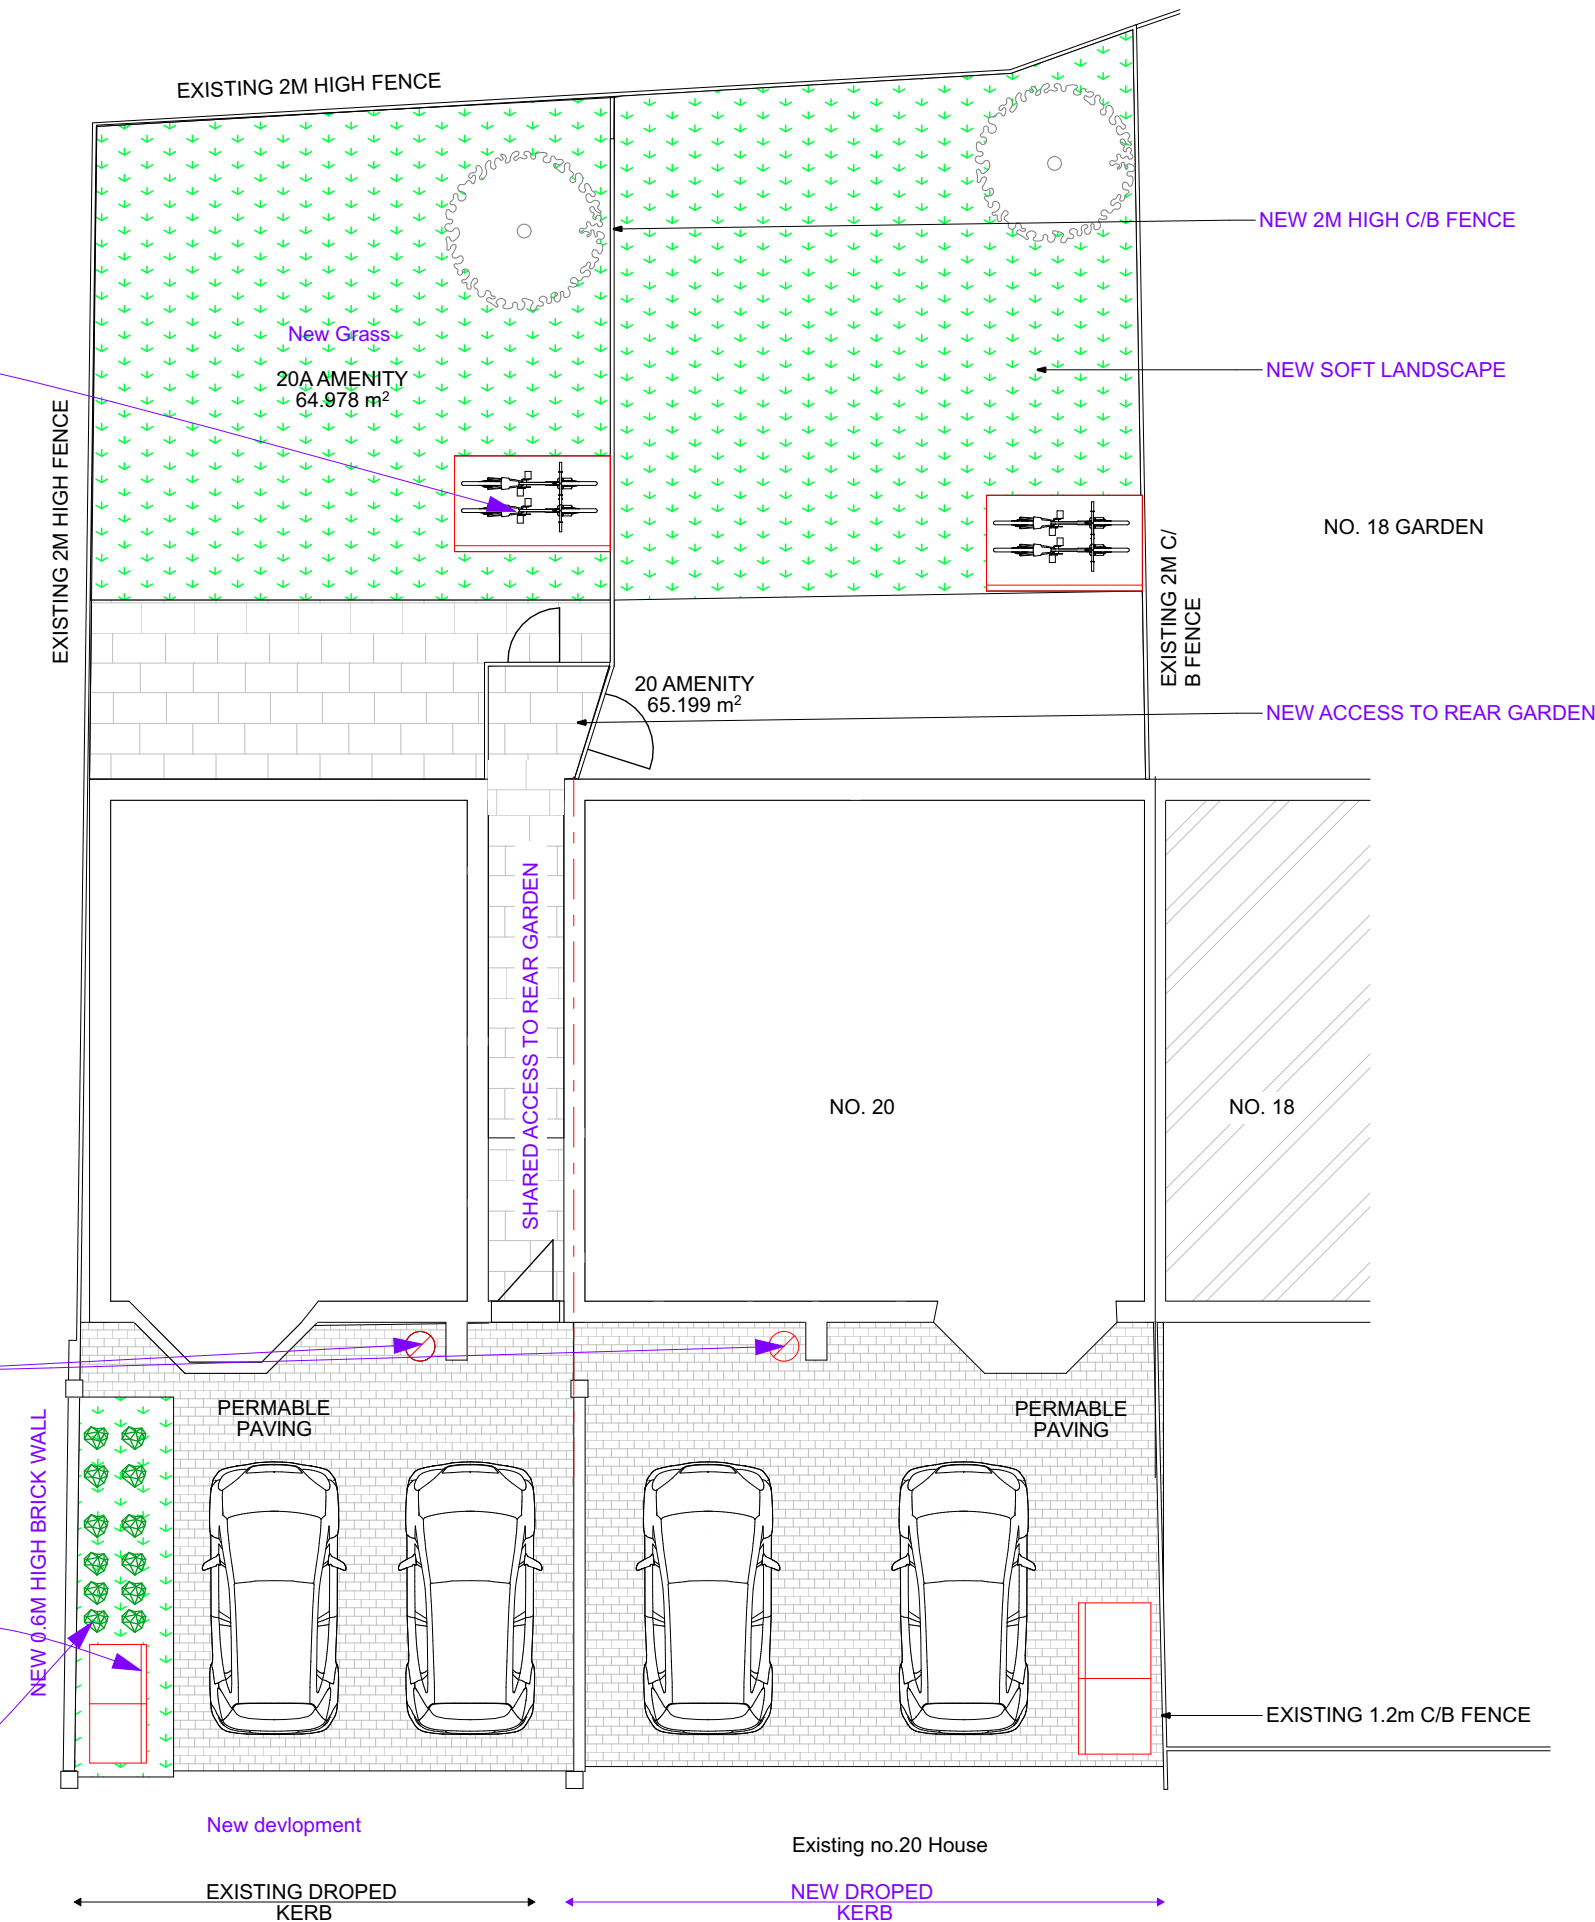 EXISTING 2M HIGH FENCE
NEW 2M HIGH C/B FENCE
New Grass
20A AMENITY
64.978 m²
NEW SOFT LANDSCAPE
EXISTING 2M HIGH FENCE
NO. 18 GARDEN
EXISTING 2M C/
B FENCE
20 AMENITY
65.199 m²
NEW ACCESS TO REAR GARDEN
SHARED ACCESS TO REAR GARDEN
NO. 20
NO. 18
PERMABLE
PAVING
PERMABLE
PAVING
NEW 0.6M HIGH BRICK WALL
EXISTING 1.2m C/B FENCE
New devlopment
Existing no.20 House
EXISTING DROPED
KERB
NEW DROPED
KERB